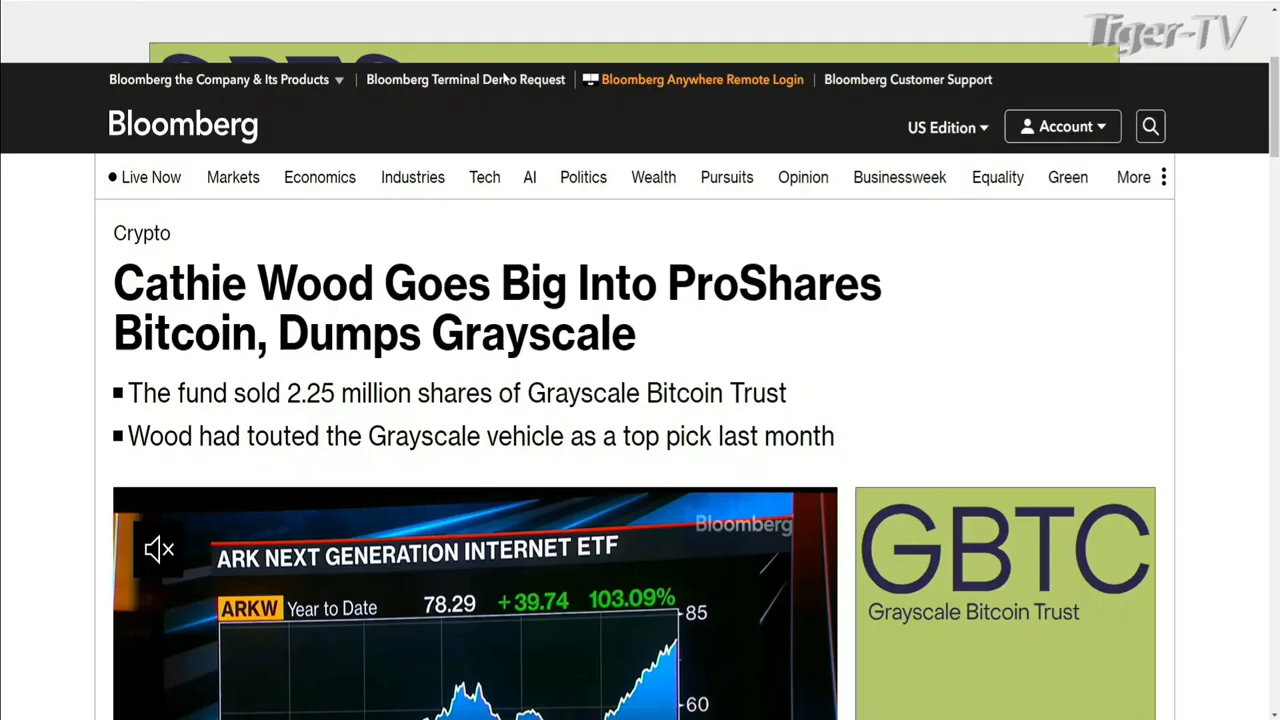 Tiger-TV
Bloomberg the Company & Its Products
Bloomberg Terminal Demo Request
Bloomberg Anywhere Remote Login
Bloomberg Customer Support
Bloomberg
US Edition
Account
Live Now
Markets
Economics
Industries
Tech
AI
Politics
Wealth
Pursuits
Opinion
Businessweek
Equality
Green
More
Crypto
Cathie Wood Goes Big Into ProShares
Bitcoin, Dumps Grayscale
The fund sold 2.25 million shares of Grayscale Bitcoin Trust
Wood had touted the Grayscale vehicle as a top pick last month
Bloomberg
ARK NEXT GENERATION INTERNET ETF
ARKW Year to Date 78.29 +39.74 103.09%
85
60
GBTC
Grayscale Bitcoin Trust